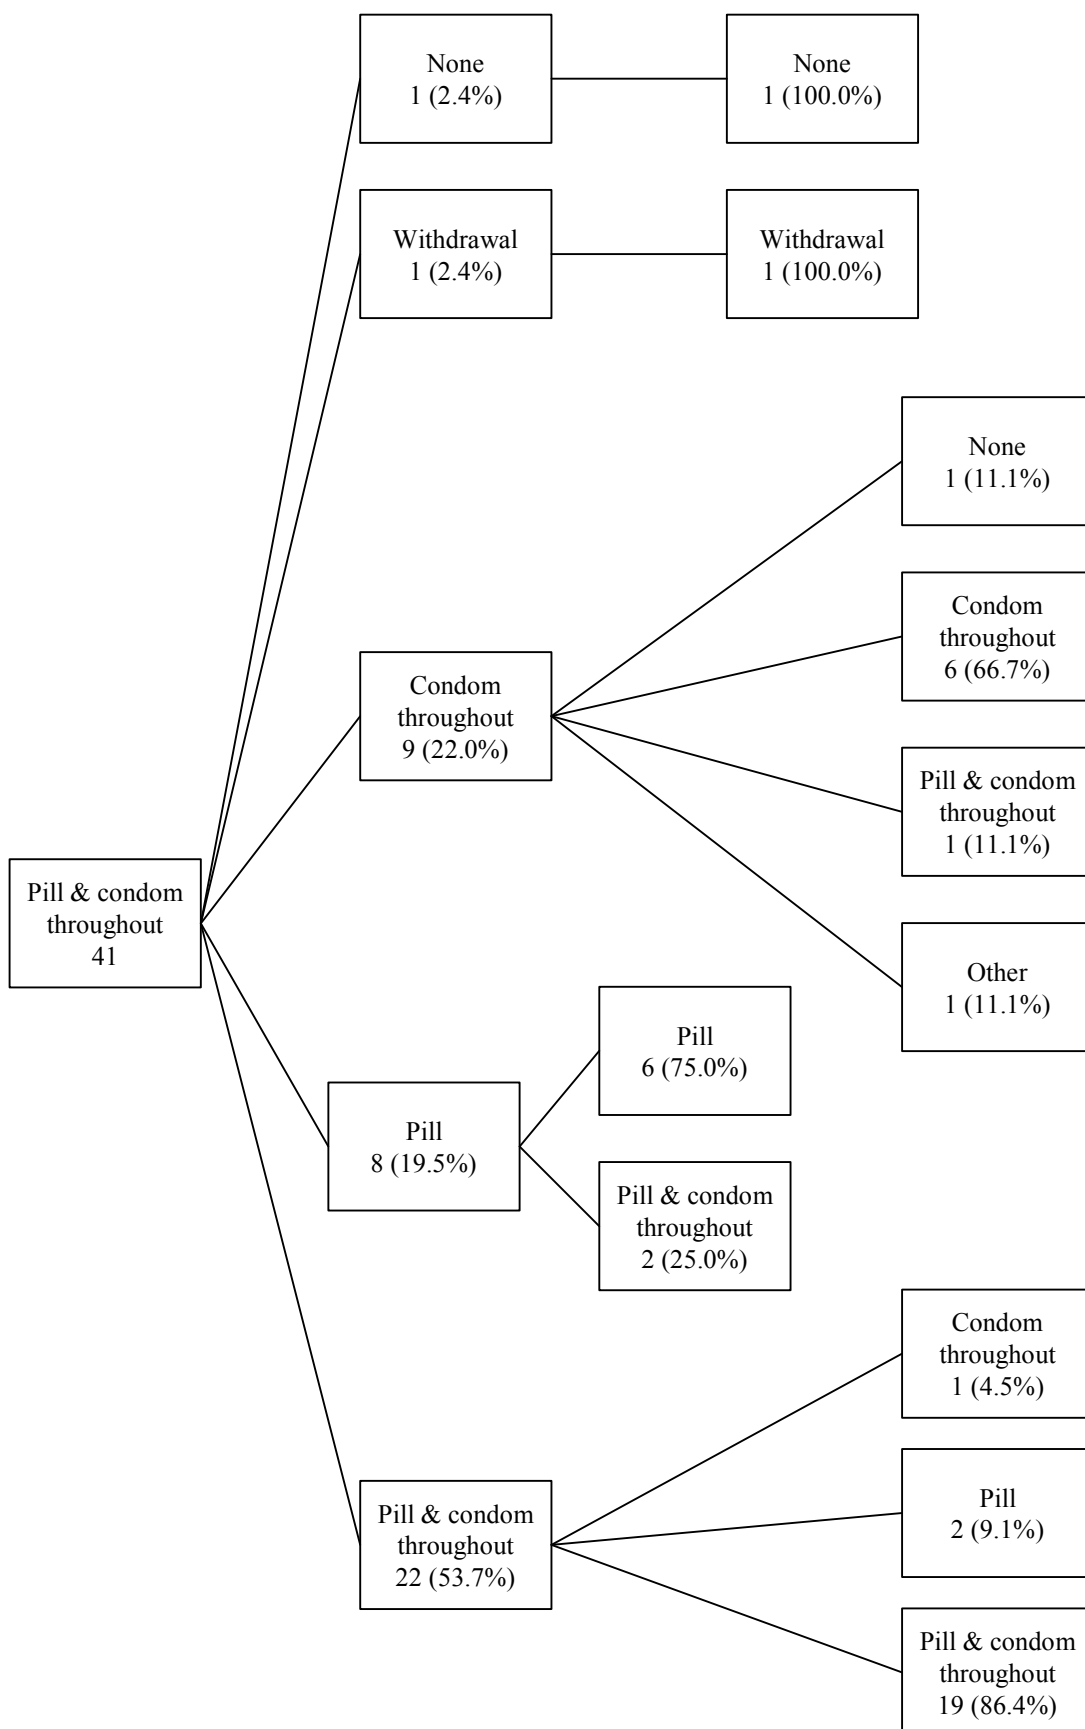 None
1 (2.4%)
None
1 (100.0%)
Withdrawal
1 (2.4%)
Withdrawal
1 (100.0%)
None
1 (11.1%)
Condom
throughout
6 (66.7%)
Condom
throughout
9 (22.0%)
Pill & condom
throughout
1 (11.1%)
Pill & condom
throughout
41
Other
1 (11.1%)
Pill
6 (75.0%)
Pill
8 (19.5%)
Pill & condom
throughout
2 (25.0%)
Condom
throughout
1 (4.5%)
Pill
2 (9.1%)
Pill & condom
throughout
22 (53.7%)
Pill & condom
throughout
19 (86.4%)